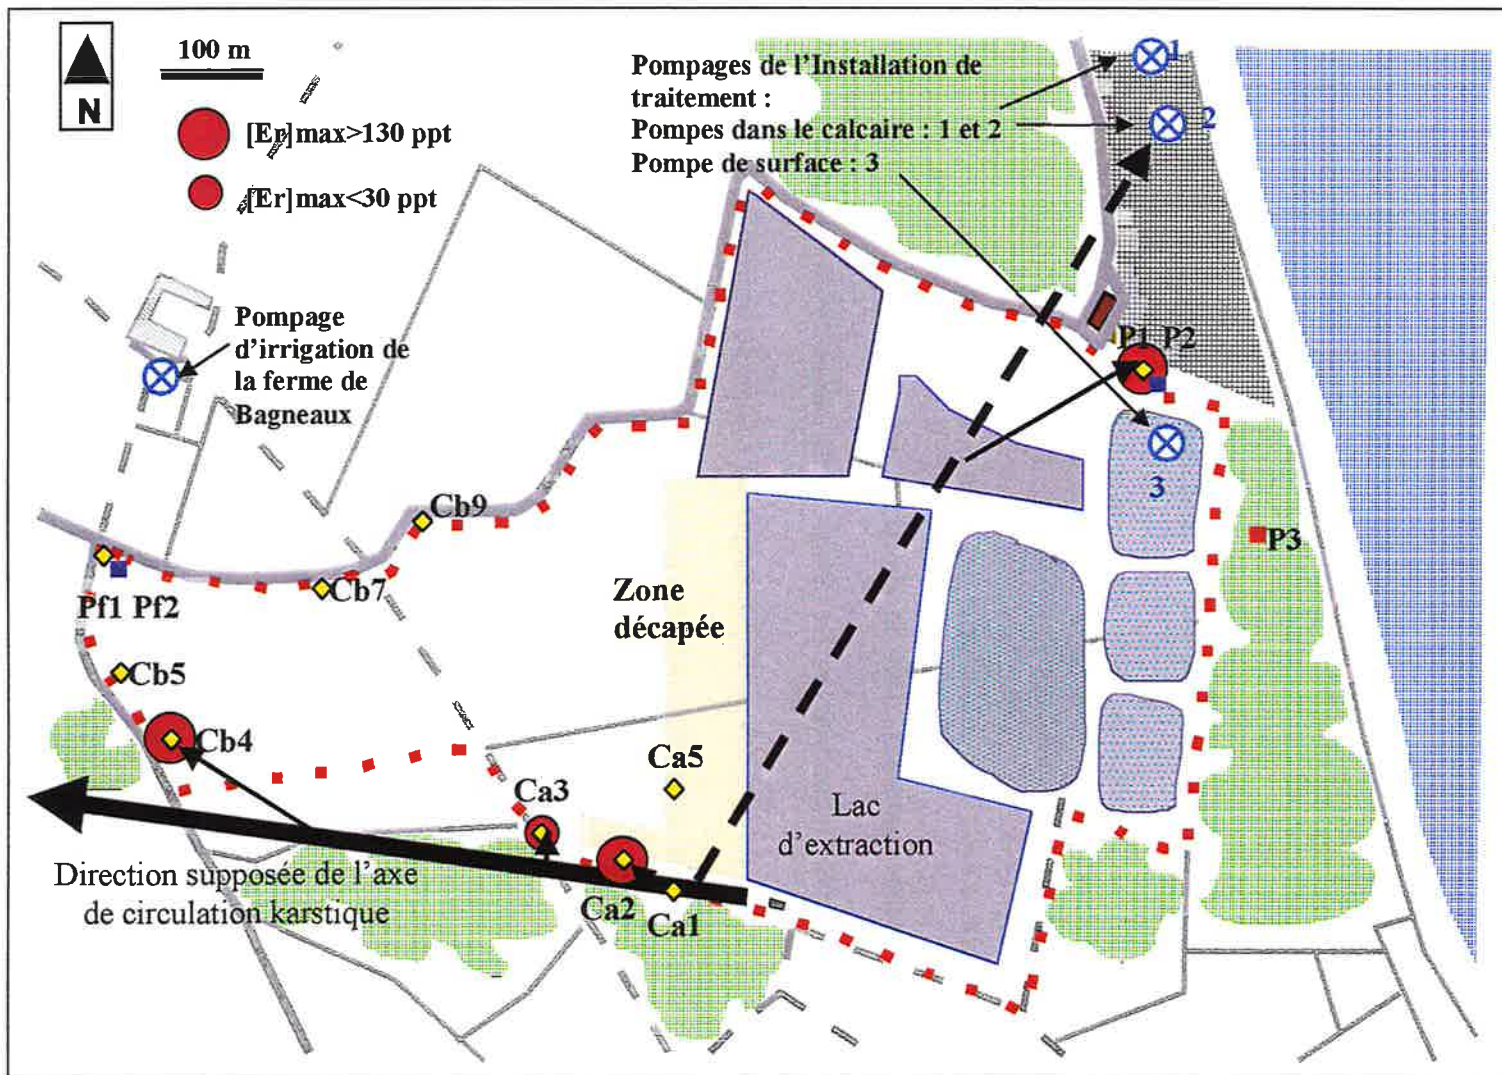 100 m
N
[Er]max>130 ppt
[Er]max<30 ppt
Pompages de l'Installation de
traitement :
Pompes dans le calcaire : 1 et 2
Pompe de surface : 3
1
2
Pompage
d'irrigation de
la ferme de
Bagneaux
P1 P2
3
P3
Cb9
Cb7
Pf1 Pf2
Cb5
Cb4
Zone
décapée
Ca5
Ca3
Lac
d'extraction
Direction supposée de l'axe
de circulation karstique
Ca2
Ca1